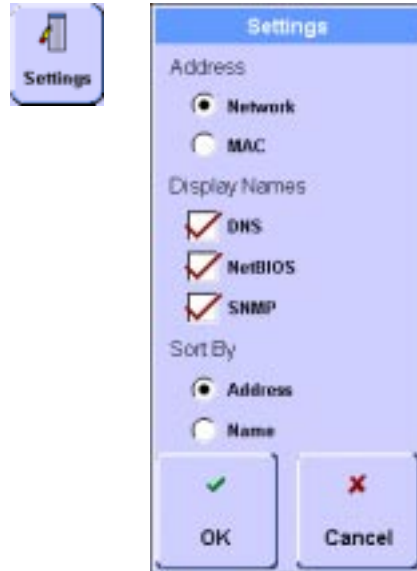 Settings
Settings
Address
Network
MAC
Display Names
DNS
NetBIOS
SNMP
Sort By
Address
Name
OK
Cancel